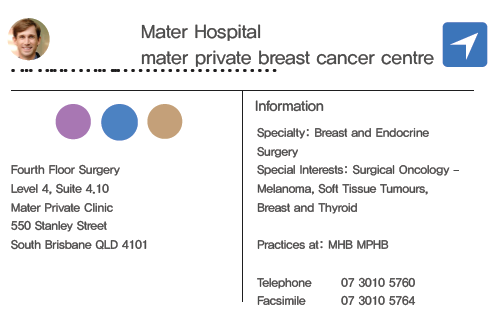 Mater Hospital
mater private breast cancer centre
Information
Specialty: Breast and Endocrine
Surgery
Special Interests: Surgical Oncology –
Melanoma, Soft Tissue Tumours,
Breast and Thyroid
Practices at: MHB MPHB
Telephone 07 3010 5760
Facsimile 07 3010 5764
Fourth Floor Surgery
Level 4, Suite 4.10
Mater Private Clinic
550 Stanley Street
South Brisbane QLD 4101